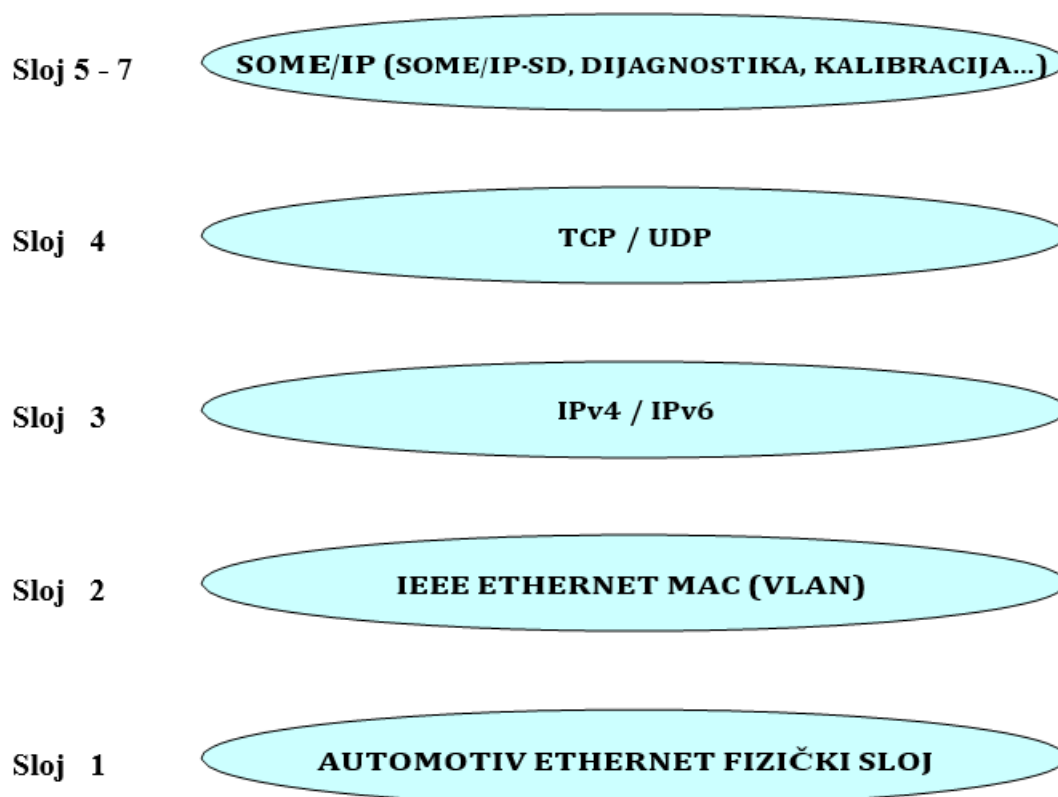 Sloj 5 - 7 SOME/IP (SOME/IP-SD, DIJAGNOSTIKA, KALIBRACIJA...)
Sloj 4 TCP / UDP
Sloj 3 IPv4 / IPv6
Sloj 2 IEEE ETHERNET MAC (VLAN)
Sloj 1 AUTOMOTIV ETHERNET FIZIČKI SLOJ